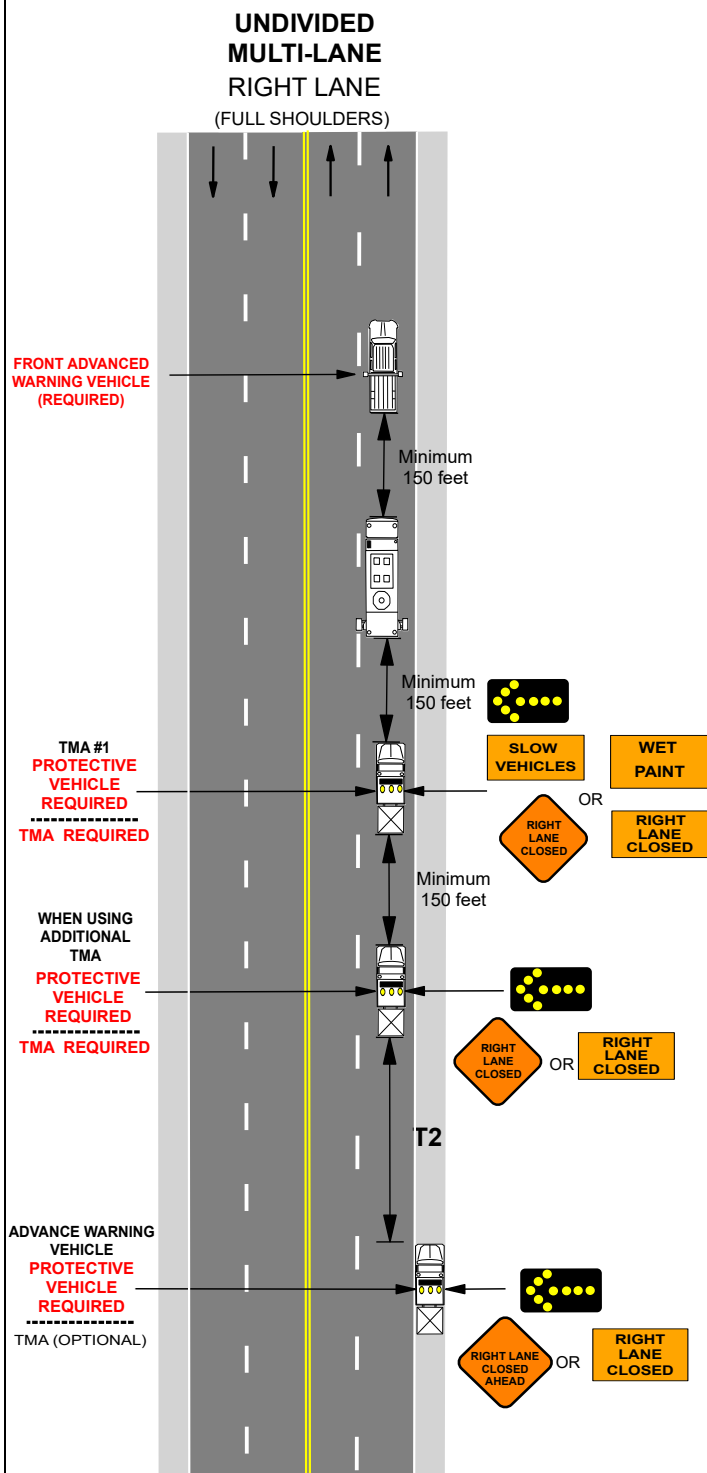 UNDIVIDED
MULTI-LANE
RIGHT LANE
(FULL SHOULDERS)
FRONT ADVANCED
WARNING VEHICLE
(REQUIRED)
Minimum
150 feet
Minimum
150 feet
TMA #1
PROTECTIVE
VEHICLE
REQUIRED
TMA REQUIRED
SLOW
VEHICLES
WET
PAINT
OR
RIGHT
LANE
CLOSED
RIGHT
LANE
CLOSED
Minimum
150 feet
WHEN USING
ADDITIONAL
TMA
PROTECTIVE
VEHICLE
REQUIRED
TMA REQUIRED
RIGHT
LANE
CLOSED
OR
RIGHT
LANE
CLOSED
T2
ADVANCE WARNING
VEHICLE
PROTECTIVE
VEHICLE
REQUIRED
TMA (OPTIONAL)
RIGHT LANE
CLOSED
AHEAD
OR
RIGHT
LANE
CLOSED